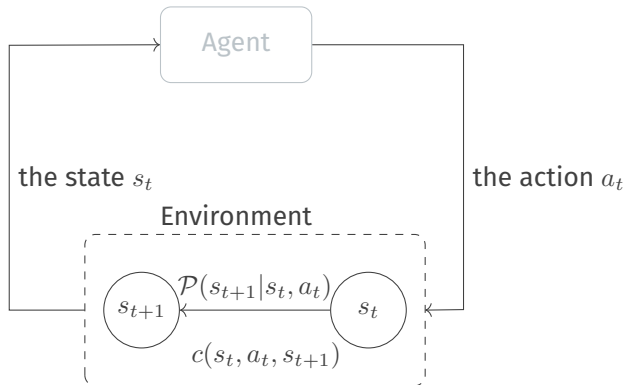 Agent
the state $s_t$
the action $a_t$
Environment
$\mathcal{P}(s_{t+1}|s_t, a_t)$
$s_{t+1}$
$s_t$
$c(s_t, a_t, s_{t+1})$